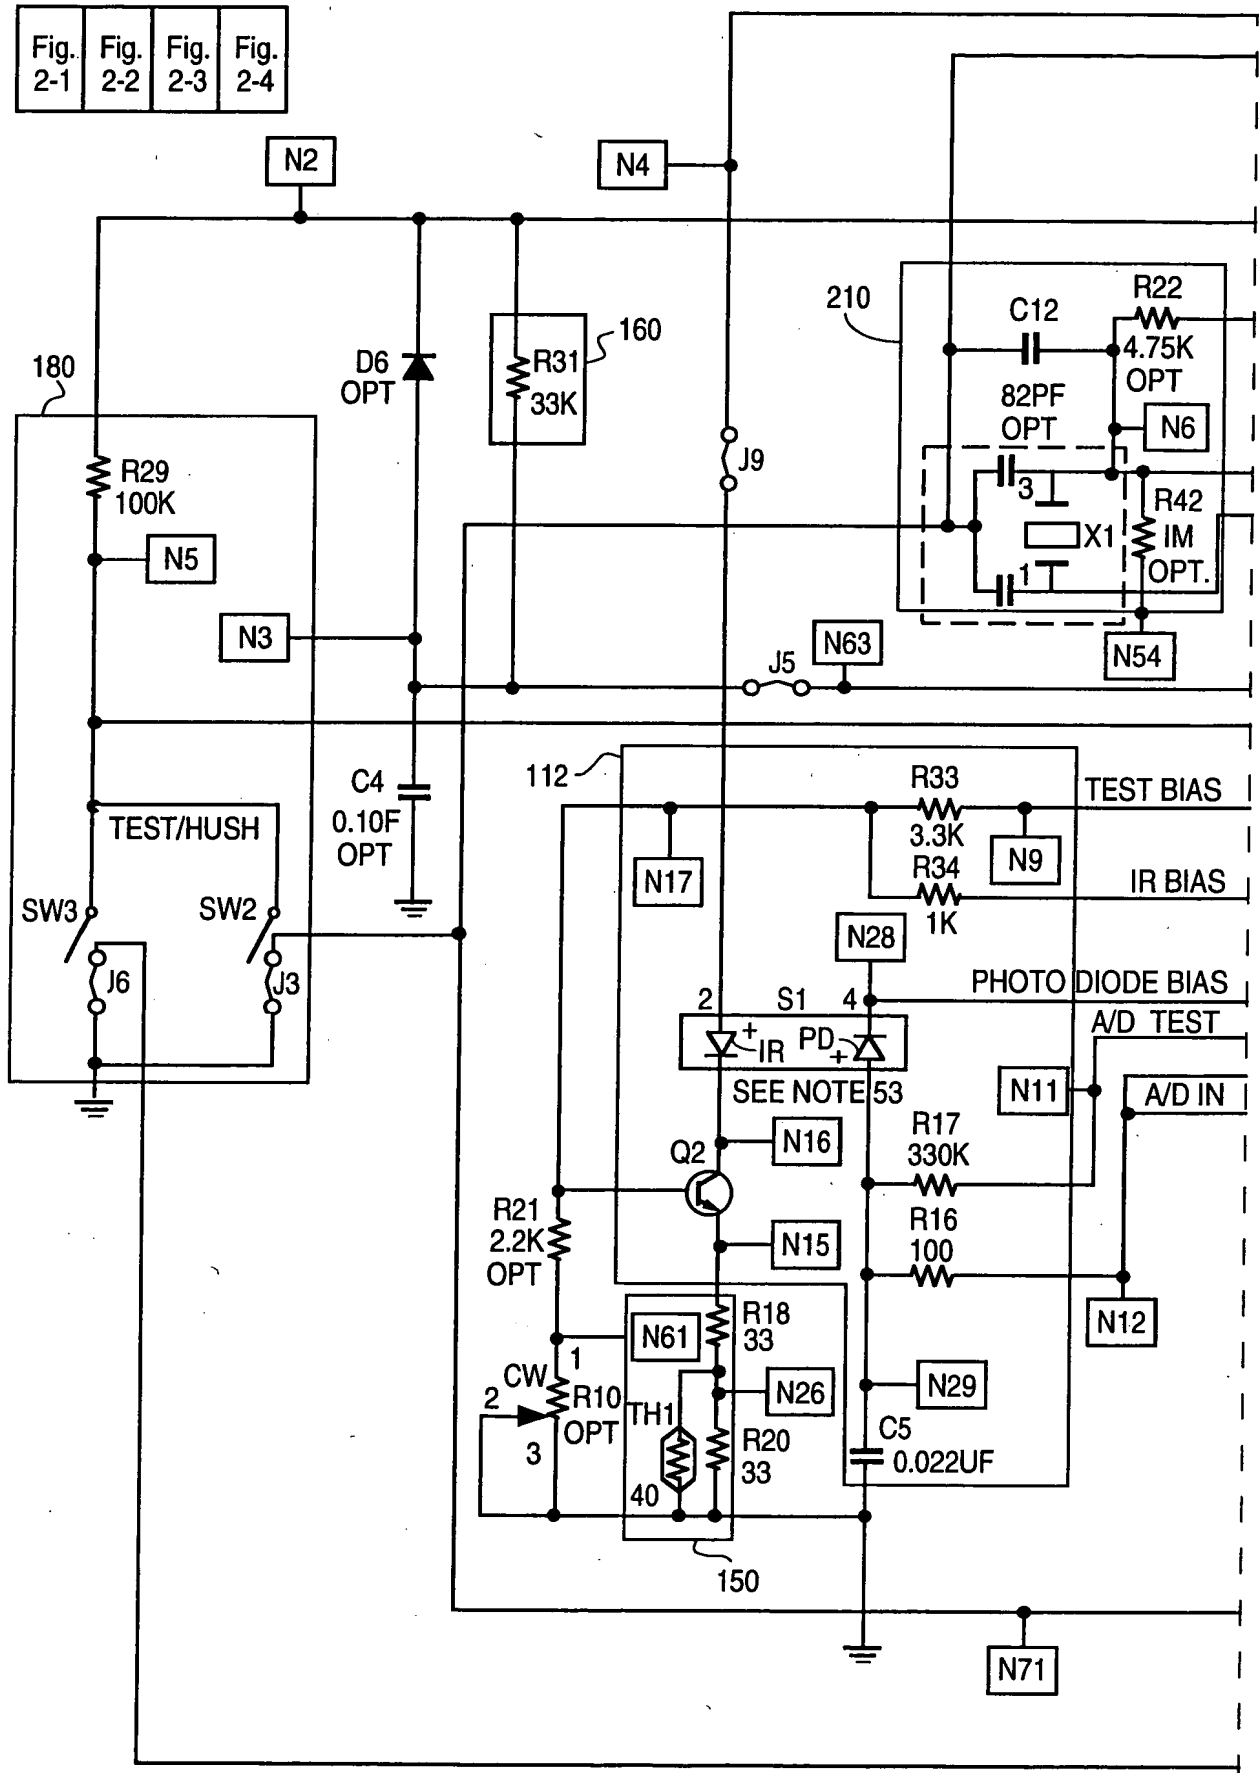 Fig. 2-1
Fig. 2-2
Fig. 2-3
Fig. 2-4
N2
N4
210
R22
4.75K
OPT
C12
82PF
OPT
N6
160
R31
33K
D6
OPT
180
R29
100K
N5
J9
3
X1
1
R42
IM
OPT.
N3
N63
J5
N54
C4
0.10F
OPT
112
R33
3.3K
TEST BIAS
N9
N17
R34
1K
IR BIAS
TEST/HUSH
SW3
SW2
J6
J3
N28
PHOTO DIODE BIAS
2
S1
4
+
IR
PD
+
A/D TEST
SEE NOTE 53
N11
A/D IN
Q2
N16
R17
330K
R21
2.2K
OPT
N15
R16
100
N12
R18
33
N61
1
CW
2
R10
OPT
3
TH1
40
N26
R20
33
N29
C5
0.022UF
150
N71